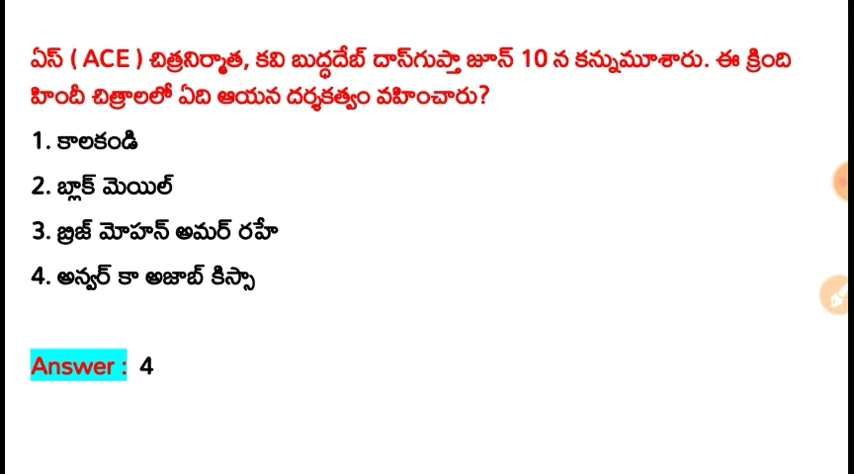 ఏస్ ( ACE ) చిత్రనిర్మాత, కవి బుద్ధదేబ్ దాస్‌గుప్తా జూన్ 10 న కన్నుమూశారు. ఈ క్రింది
హిందీ చిత్రాలలో ఏది ఆయన దర్శకత్వం వహించారు?
1. కాలకండి
2. బ్లాక్ మెయిల్
3. బ్రిజ్ మోహన్ అమర్ రహే
4. అన్వర్ కా అజాబ్ కిస్సా
Answer : 4